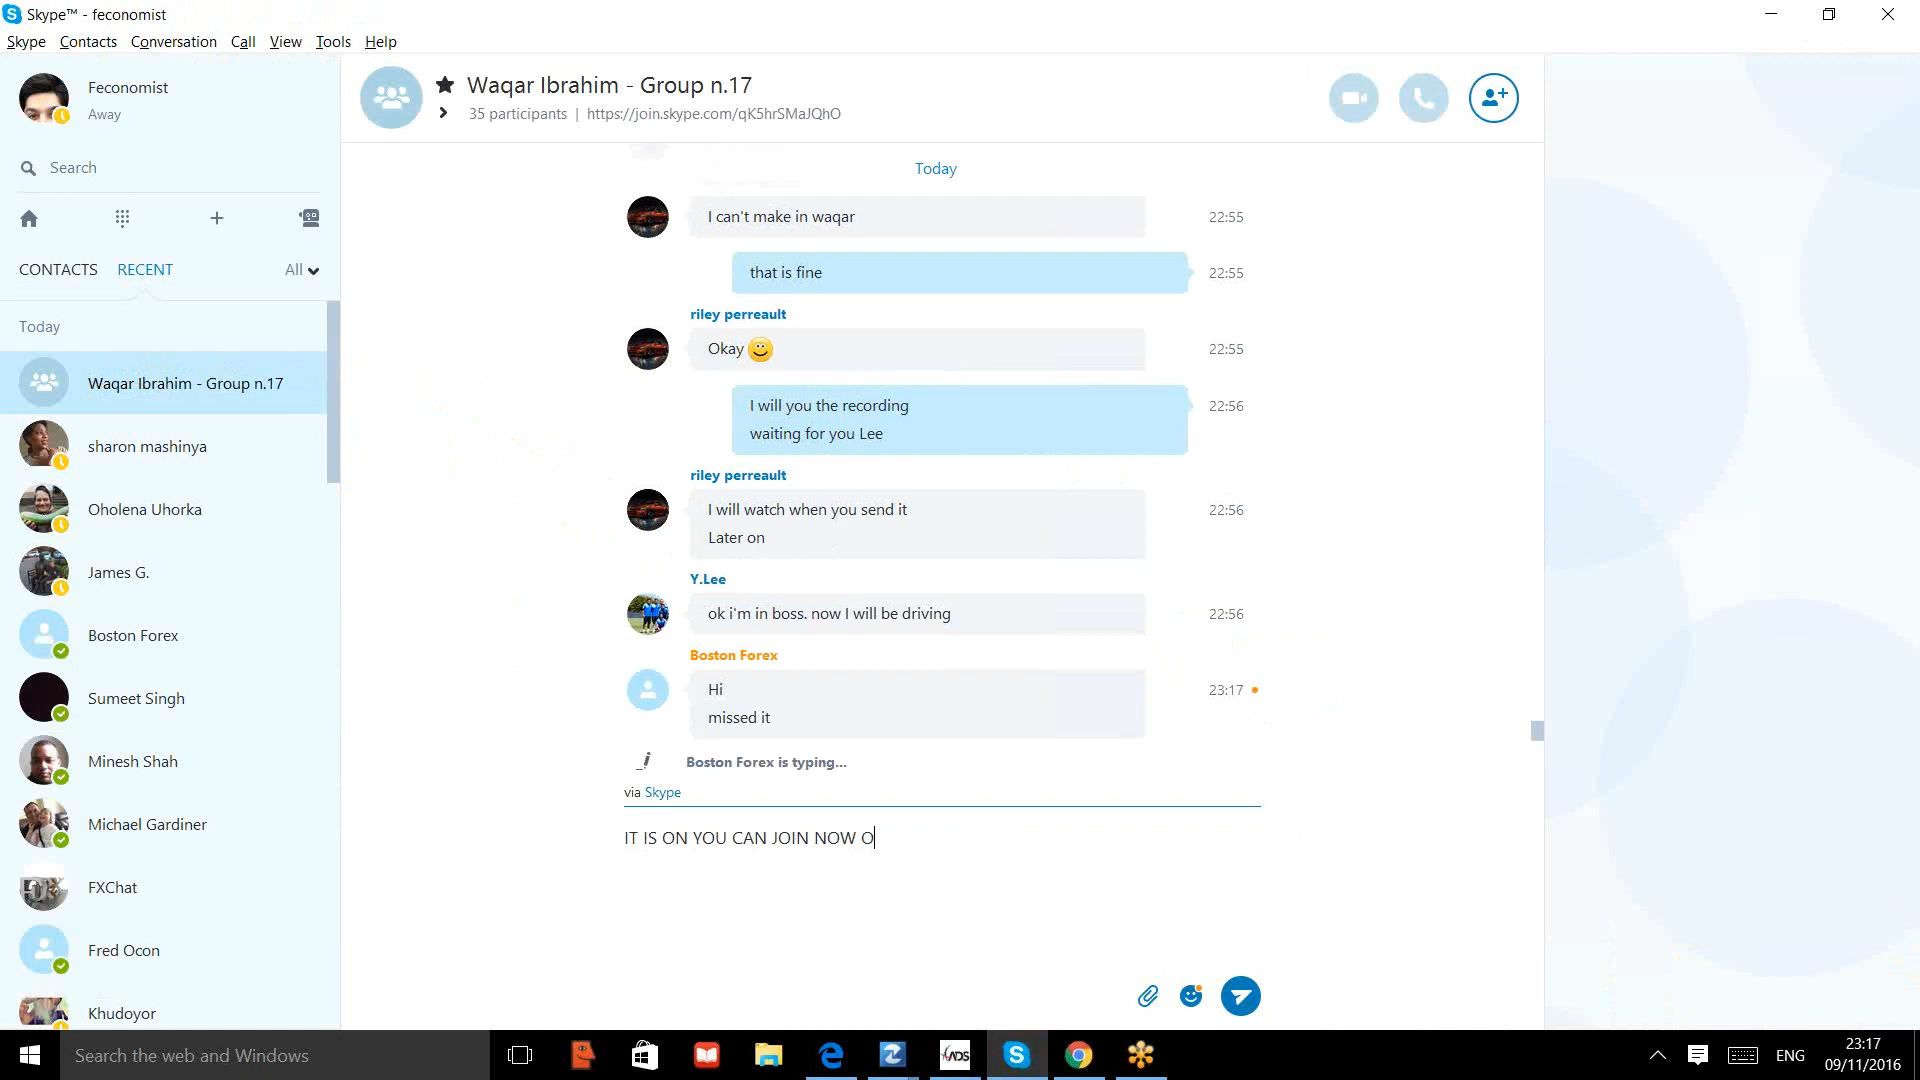 Skype™ - feconomist
Skype Contacts Conversation Call View Tools Help
Feconomist
Away
Search
CONTACTS RECENT All
Today
Waqar Ibrahim - Group n.17
sharon mashinya
Oholena Uhorka
James G.
Boston Forex
Sumeet Singh
Minesh Shah
Michael Gardiner
FXChat
Fred Ocon
Khudoyor
Waqar Ibrahim - Group n.17
35 participants | https://join.skype.com/qK5hrSMaJQhO
Today
I can't make in waqar 22:55
that is fine 22:55
riley perreault
Okay 22:55
I will you the recording 22:56
waiting for you Lee
riley perreault
I will watch when you send it 22:56
Later on
Y.Lee
ok i'm in boss. now I will be driving 22:56
Boston Forex
Hi 23:17
missed it
Boston Forex is typing...
via Skype
IT IS ON YOU CAN JOIN NOW O
Search the web and Windows
ADS
ENG
23:17
09/11/2016